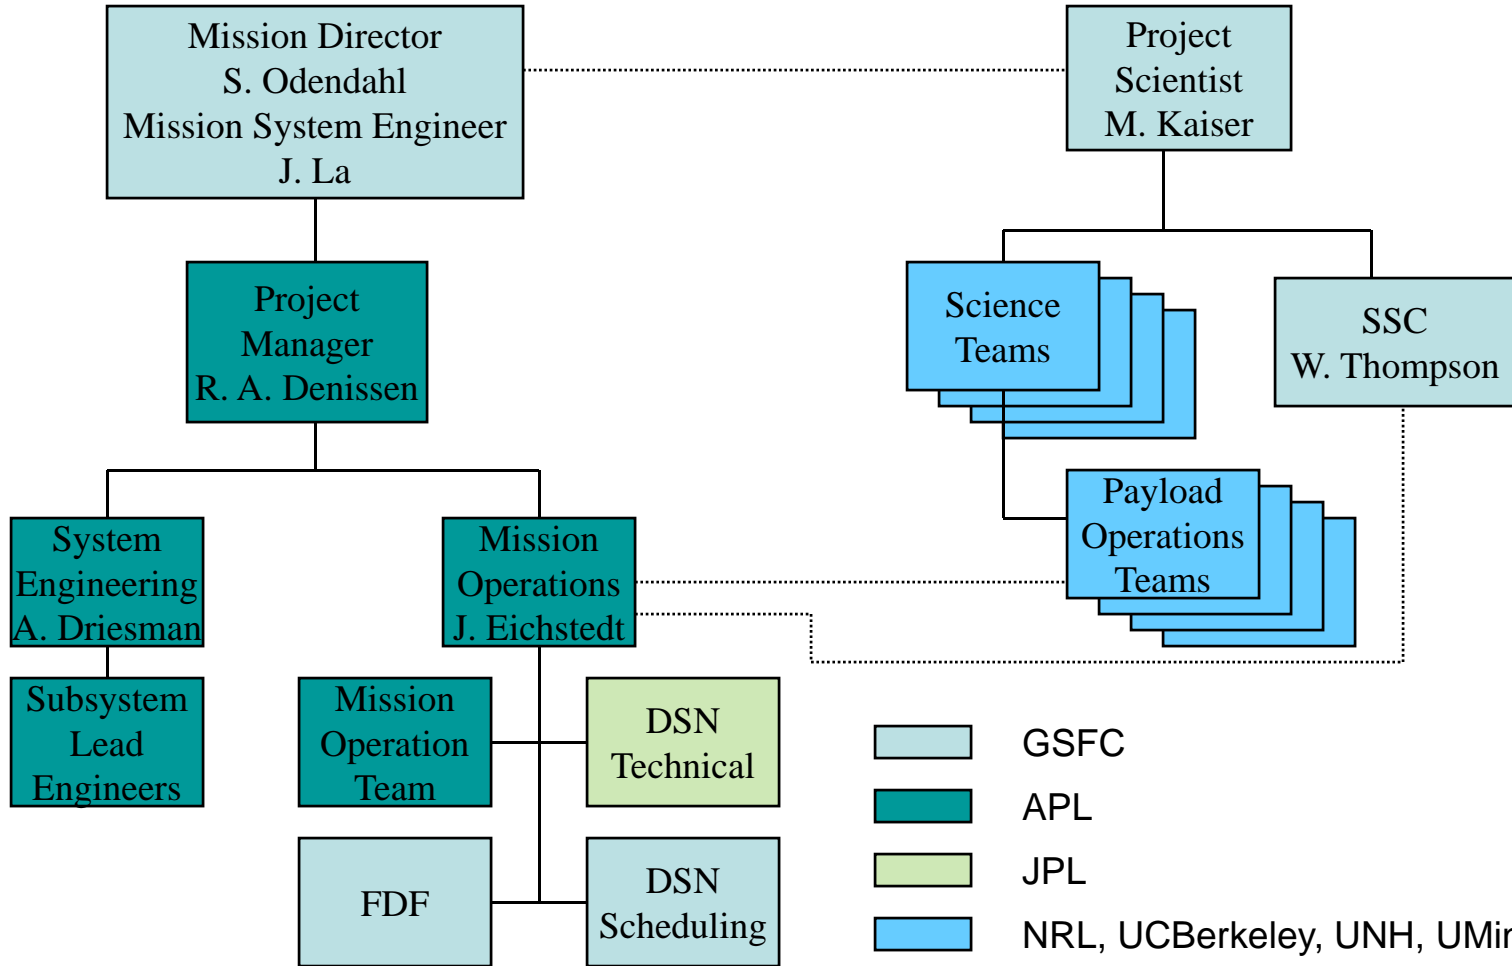 Mission Director
S. Odendahl
Mission System Engineer
J. La
Project
Scientist
M. Kaiser
Project
Manager
R. A. Denissen
Science
Teams
SSC
W. Thompson
System
Engineering
A. Driesman
Mission
Operations
J. Eichstedt
Payload
Operations
Teams
Subsystem
Lead
Engineers
Mission
Operation
Team
DSN
Technical
FDF
DSN
Scheduling
GSFC
APL
JPL
NRL, UCBerkeley, UNH,